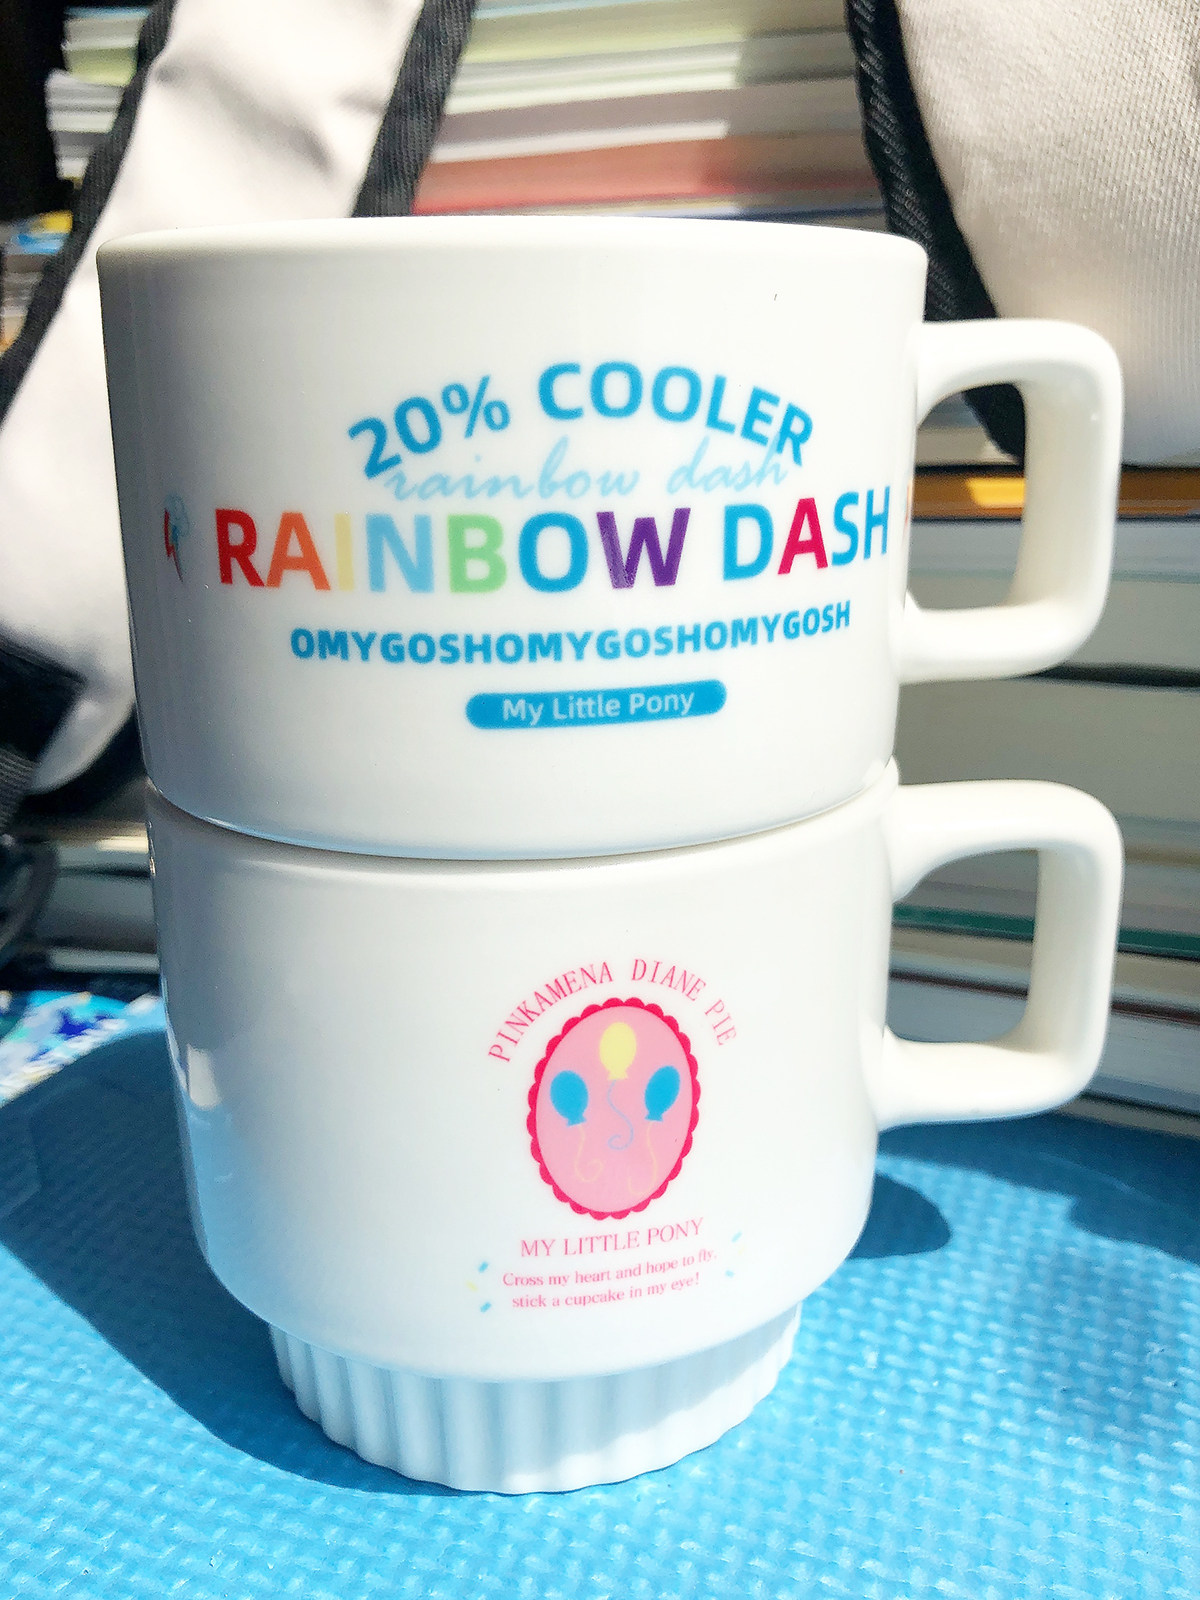 20% COOLER
rainbow dash
RAINBOW DASH
OMYGOSHOMYGOSHOMYGOSH
My Little Pony
PINKAMENA DIANE PIE
MY LITTLE PONY
Cross my heart and hope to fly,
stick a cupcake in my eye!